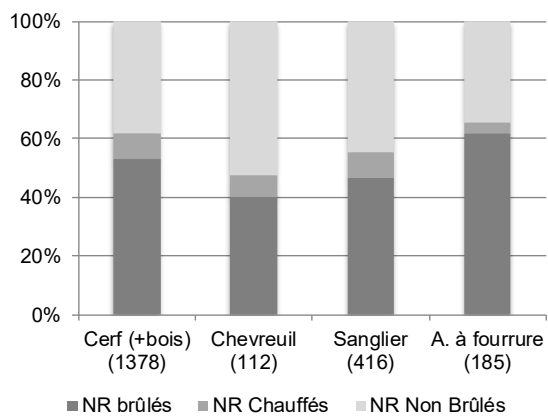 100%
80%
60%
40%
20%
0%
Cerf (+bois) Chevreuil Sanglier A. à fourrure
(1378) (112) (416) (185)
NR brûlés NR Chauffés NR Non Brûlés